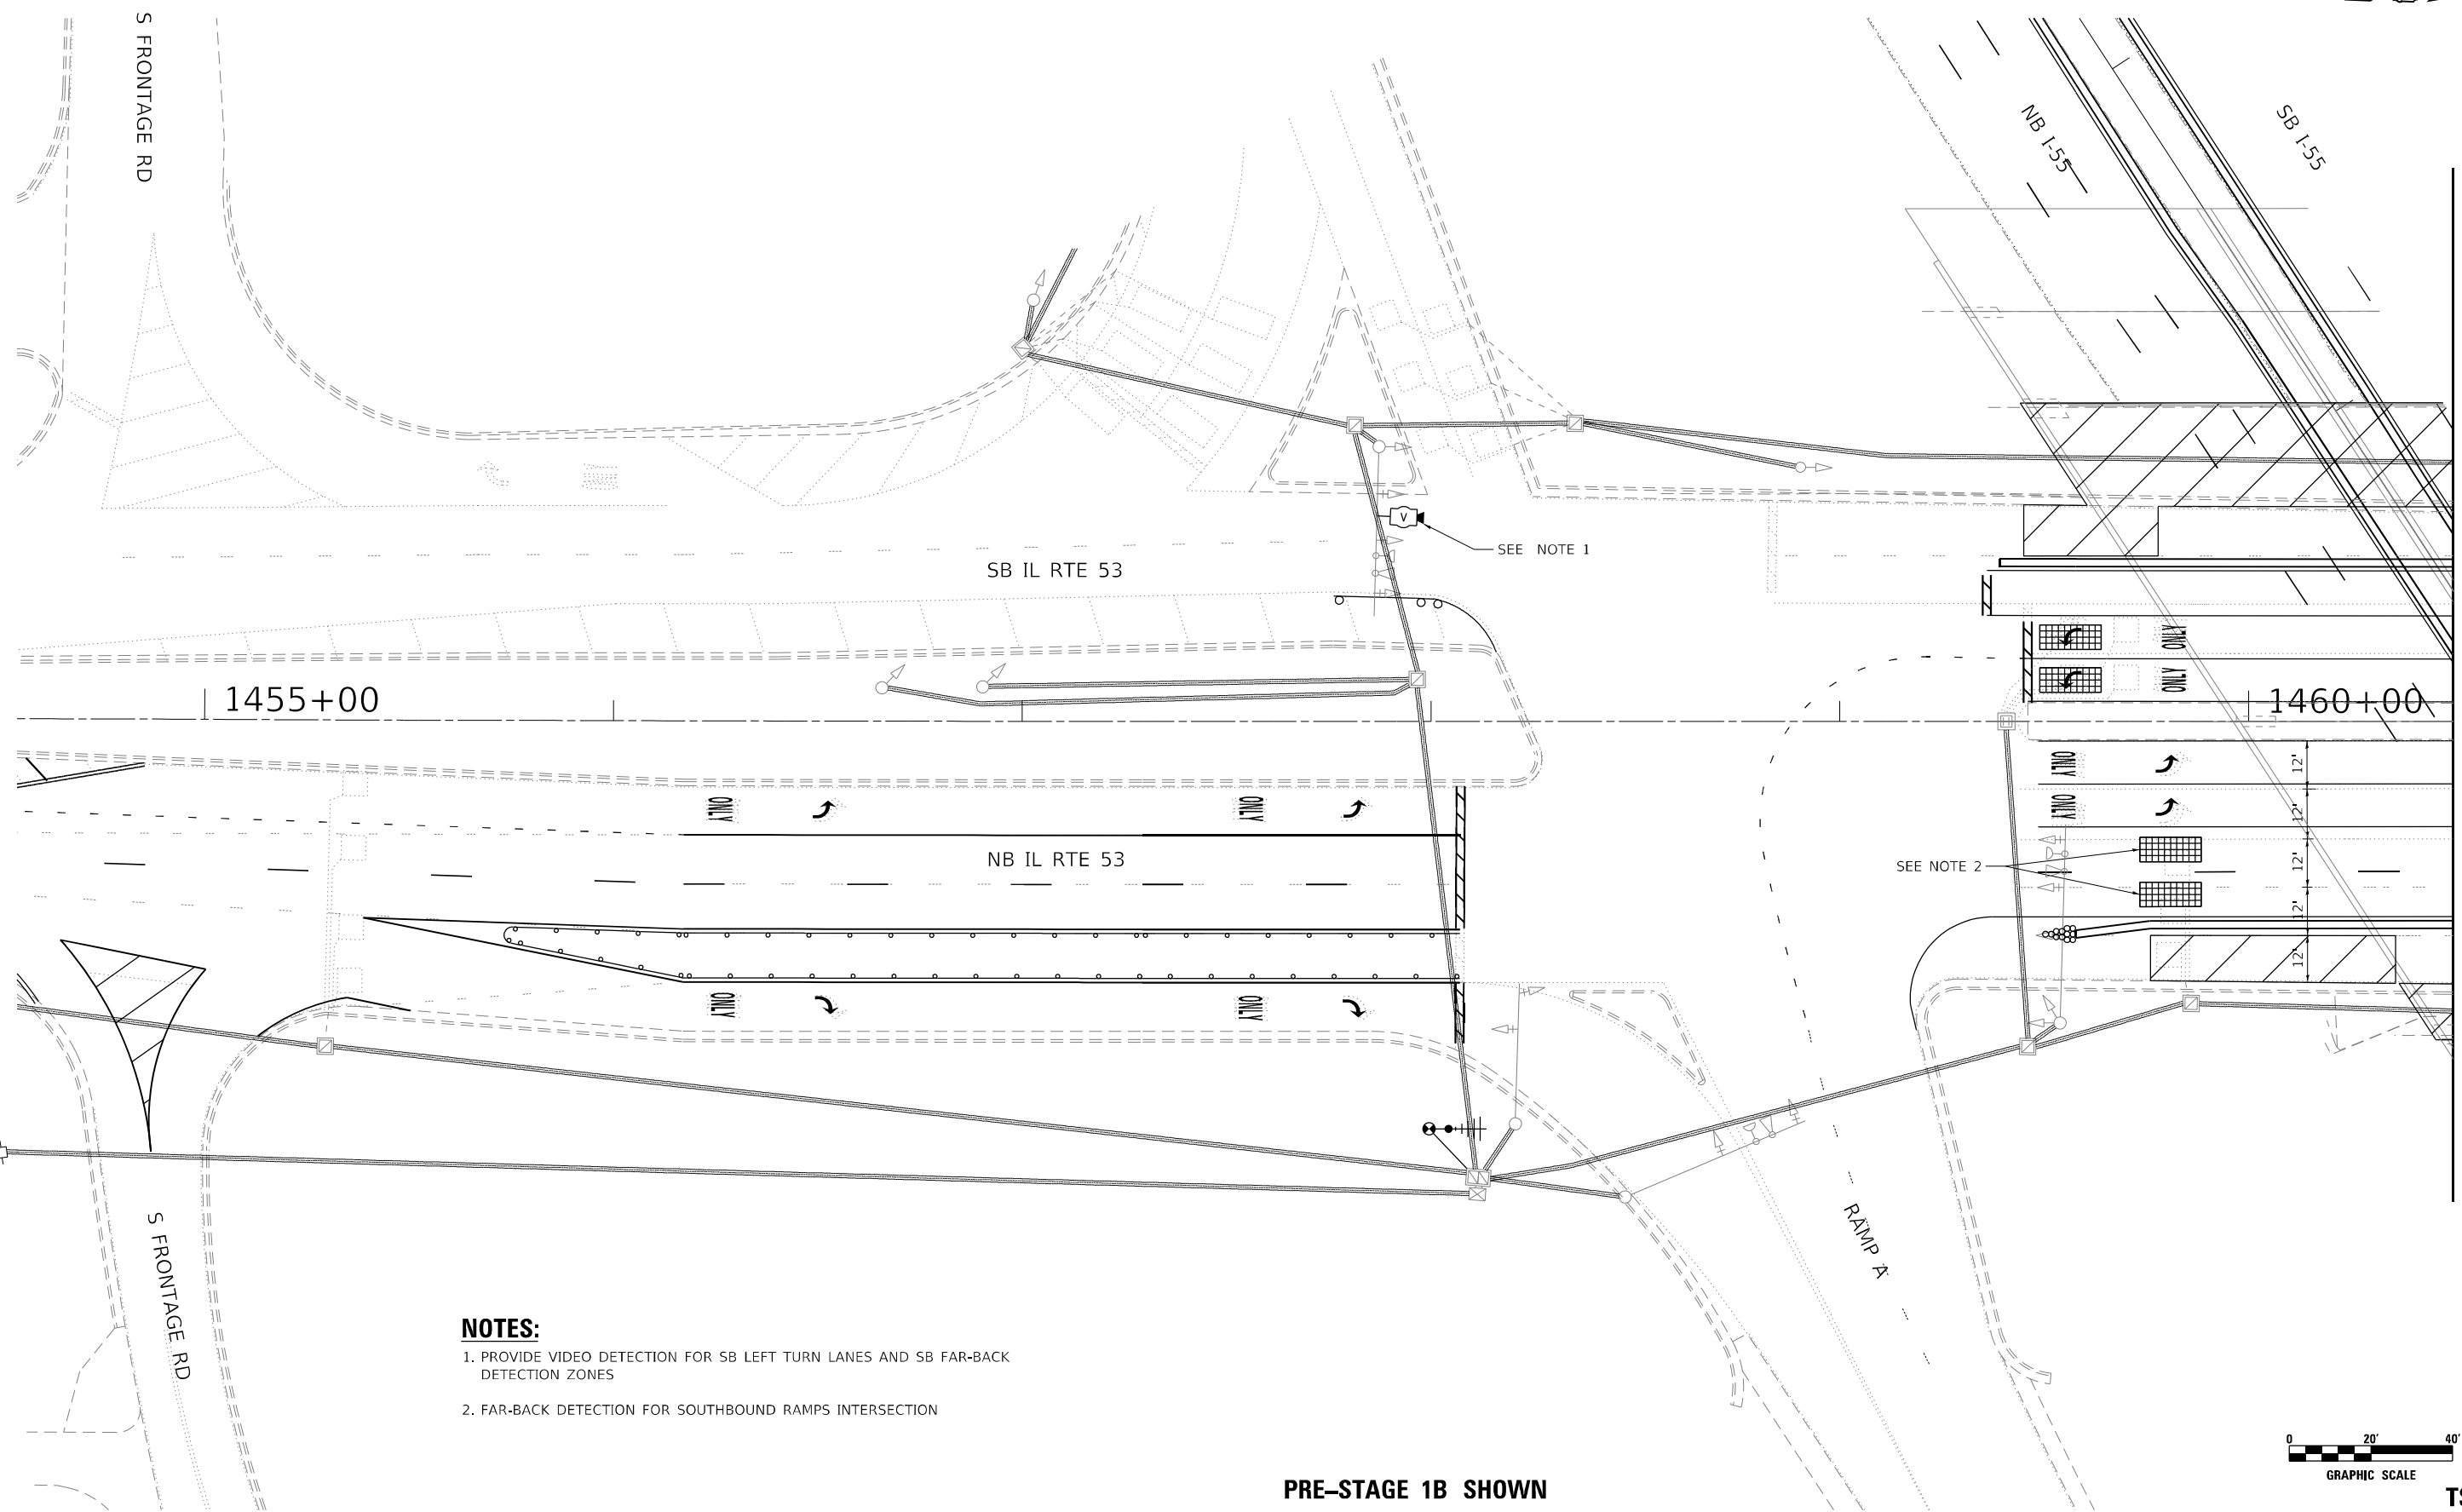 S FRONTAGE RD
NB I-55
SB I-55
V
SEE NOTE 1
SB IL RTE 53
ONLY
ONLY
1455+00
1460+00
ONLY
ONLY
ONLY
ONLY
12'
12'
12'
12'
12'
NB IL RTE 53
SEE NOTE 2
ONLY
ONLY
RAMP A
S FRONTAGE RD
NOTES:
1. PROVIDE VIDEO DETECTION FOR SB LEFT TURN LANES AND SB FAR-BACK
DETECTION ZONES
2. FAR-BACK DETECTION FOR SOUTHBOUND RAMPS INTERSECTION
0 20' 40'
GRAPHIC SCALE
PRE-STAGE 1B SHOWN